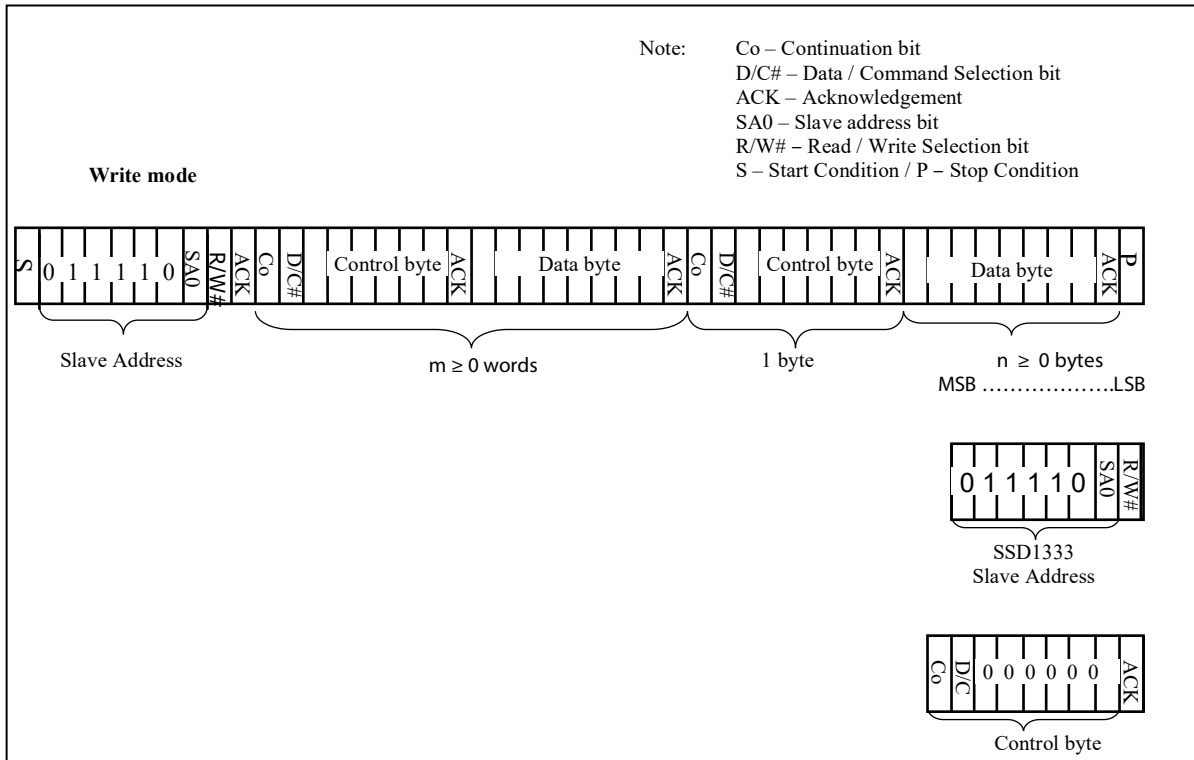 Note: Co – Continuation bit
D/C# – Data / Command Selection bit
ACK – Acknowledgement
SA0 – Slave address bit
R/W# – Read / Write Selection bit
S – Start Condition / P – Stop Condition
Write mode
S 0 1 1 1 1 0 SA0 R/W# ACK Co D/C# Control byte ACK Data byte ACK Co D/C# Control byte ACK Data byte ACK P
Slave Address m ≥ 0 words 1 byte n ≥ 0 bytes
MSB ………………….LSB
0 1 1 1 1 0 SA0 R/W#
SSD1333
Slave Address
Co D/C 0 0 0 0 0 0 ACK
Control byte